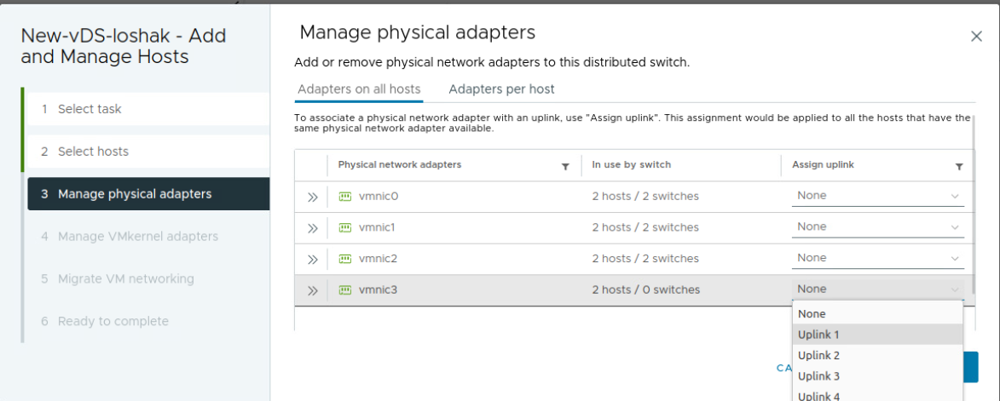 New-vDS-loshak - Add
and Manage Hosts
1 Select task
2 Select hosts
3 Manage physical adapters
4 Manage VMkernel adapters
5 Migrate VM networking
6 Ready to complete
Manage physical adapters
Add or remove physical network adapters to this distributed switch.
Adapters on all hosts Adapters per host
To associate a physical network adapter with an uplink, use "Assign uplink". This assignment would be applied to all the hosts that have the
same physical network adapter available.
Physical network adapters In use by switch Assign uplink
vmnic0 2 hosts / 2 switches None
vmnic1 2 hosts / 2 switches None
vmnic2 2 hosts / 2 switches None
vmnic3 2 hosts / 0 switches None
None
Uplink 1
Uplink 2
CA
Uplink 3
Uplink 4